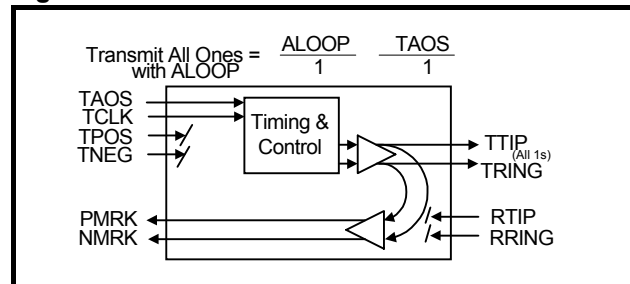 Transmit All Ones = ALOOP TAOS
with ALOOP 1 1
TAOS
TCLK
TPOS
TNEG
Timing &
Control
TTIP
(All 1s)
TRING
PMRK
NMRK
RTIP
RRING